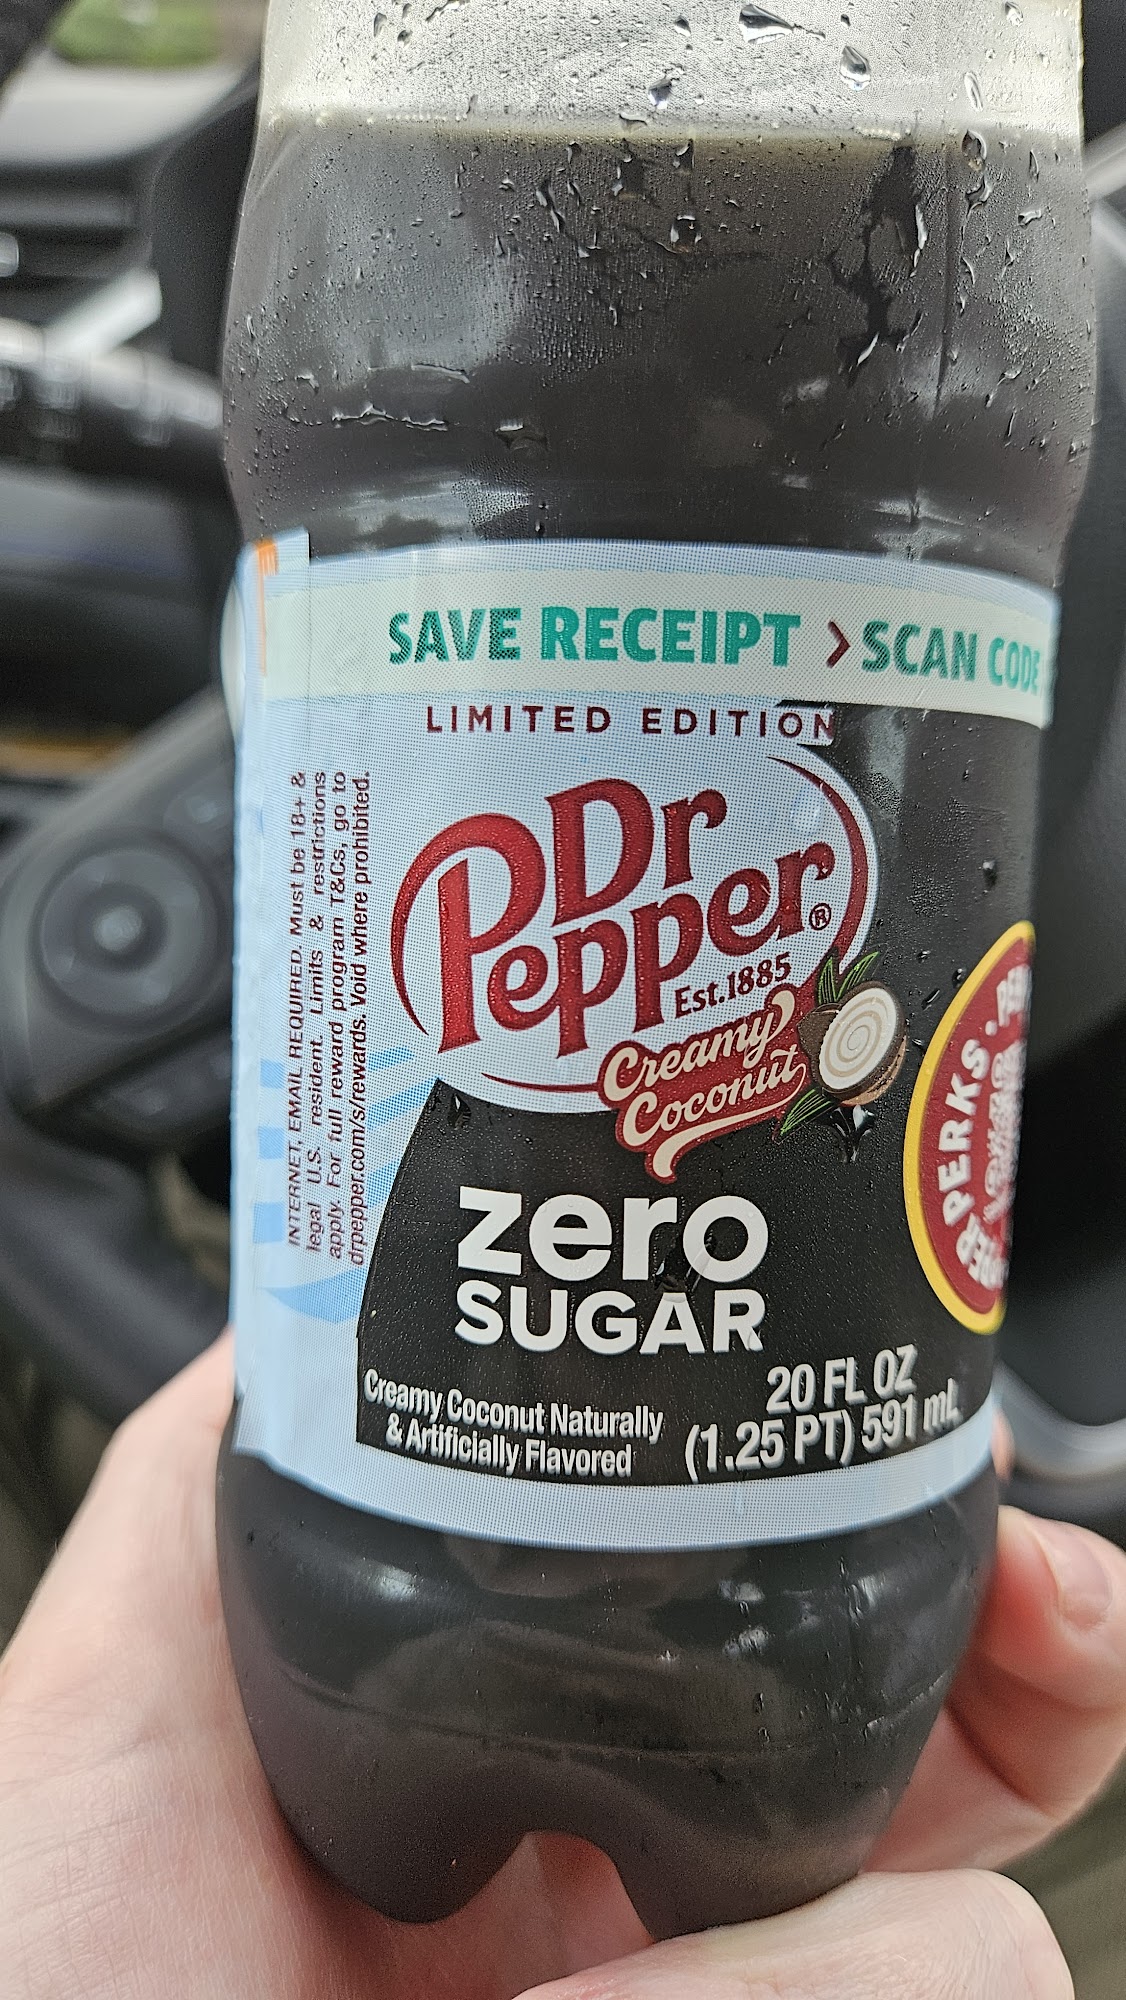 SAVE RECEIPT > SCAN CODE
LIMITED EDITION
Dr
Pepper®
Est.1885
Creamy
Coconut
zero
SUGAR
Creamy Coconut Naturally
& Artificially Flavored
20 FL OZ
(1.25 PT) 591 mL
INTERNET, EMAIL REQUIRED. Must be 18+ &
legal U.S. resident. Limits & restrictions
apply. For full reward program T&Cs, go to
drpepper.com/s/rewards. Void where prohibited.
PERKS